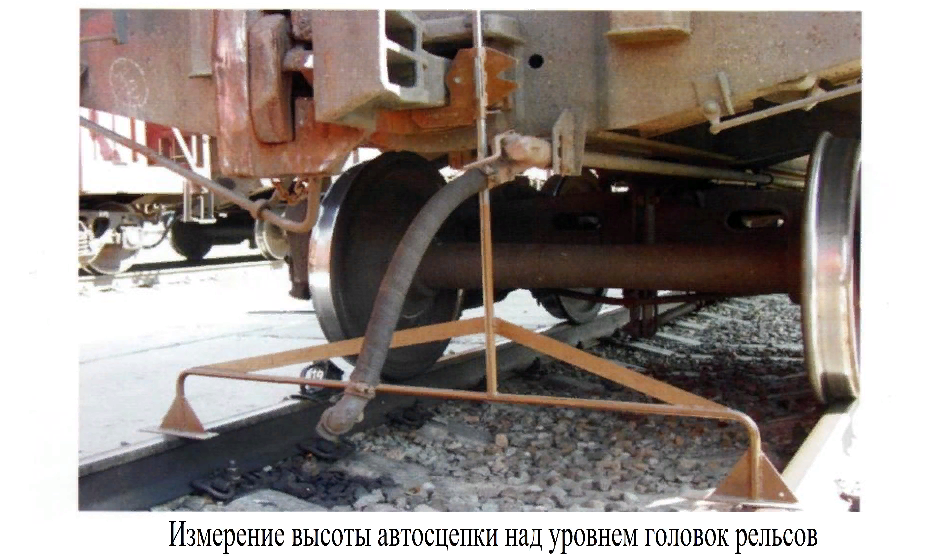 Измерение высоты автосцепки над уровнем головок рельсов